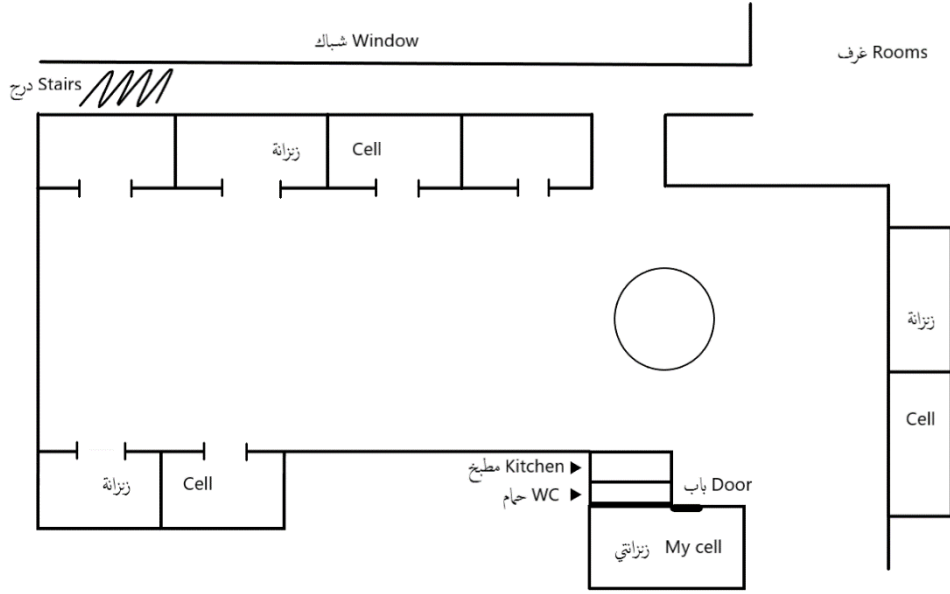 شباك Window
غرف Rooms
درج Stairs
زنزانة Cell
زنزانة
Cell
زنزانة Cell
مطبخ Kitchen
حمام WC
باب Door
زنزانتي My cell